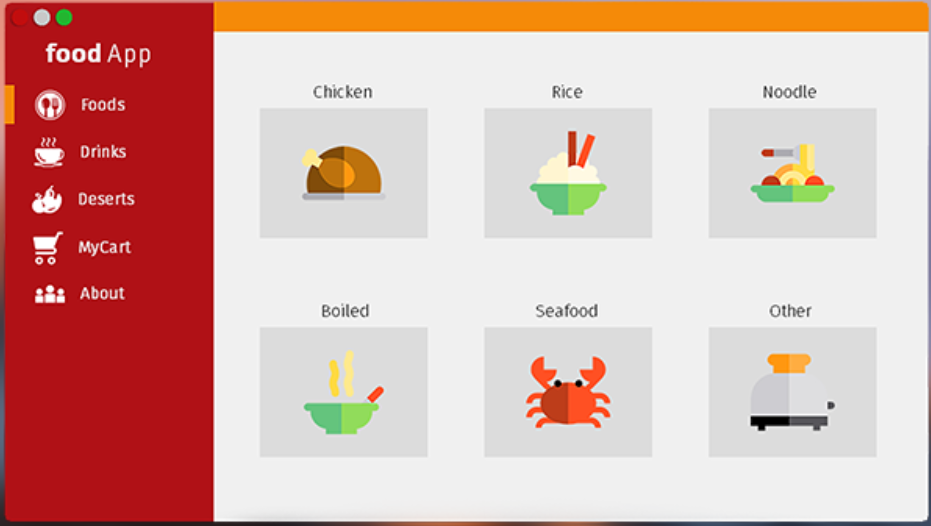 food App
Foods
Drinks
Deserts
MyCart
About
Chicken
Rice
Noodle
Boiled
Seafood
Other